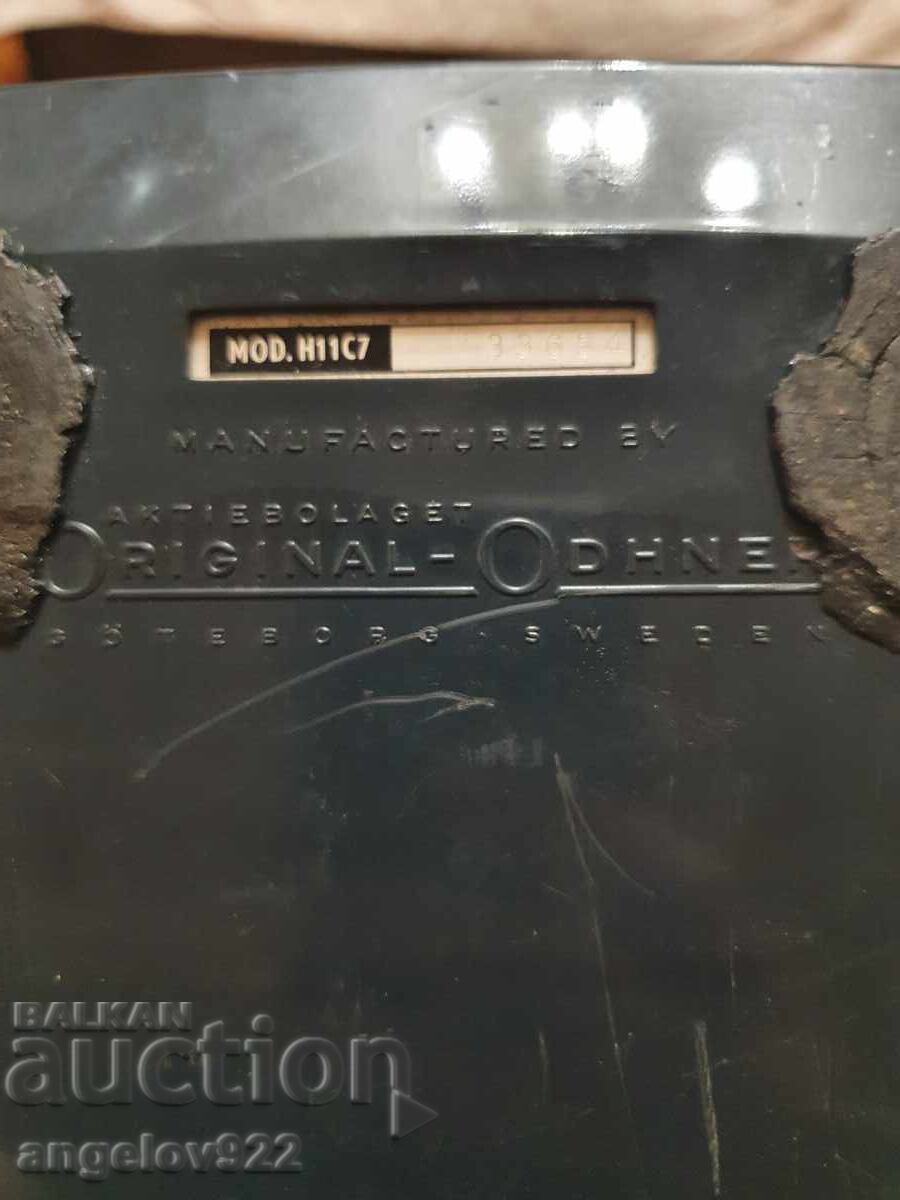 MOD. H11C7
MANUFACTURED BY
AKTIEBOLAGET
ORIGINAL-ODHNER
GÖTEBORG SWEDEN
BALKAN
auction
angelov922